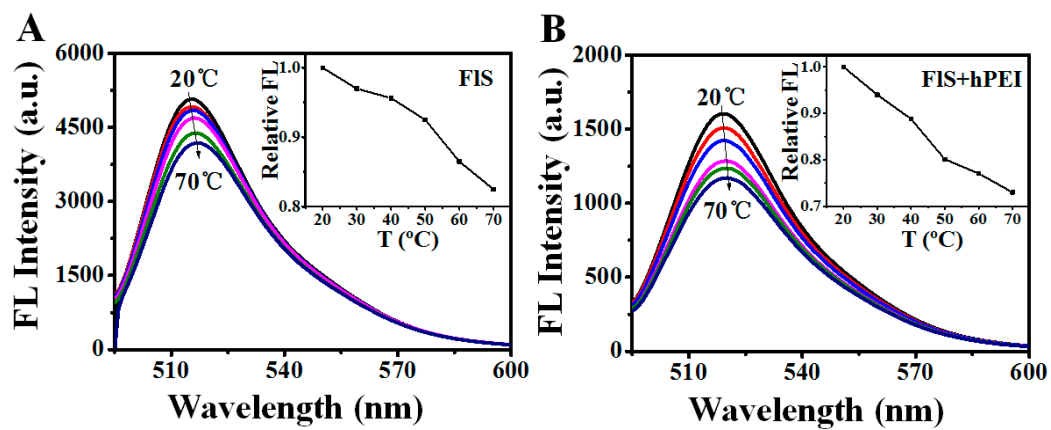 A
FL Intensity (a.u.)
6000
4500
3000
1500
0
20℃
70℃
Relative FL
1.0
0.9
0.8
FlS
20 30 40 50 60 70
T (ºC)
510 540 570 600
Wavelength (nm)
B
FL Intensity (a.u.)
2000
1500
1000
500
0
20℃
70℃
Relative FL
1.0
0.9
0.8
0.7
FlS+hPEI
20 30 40 50 60 70
T (ºC)
510 540 570 600
Wavelength (nm)